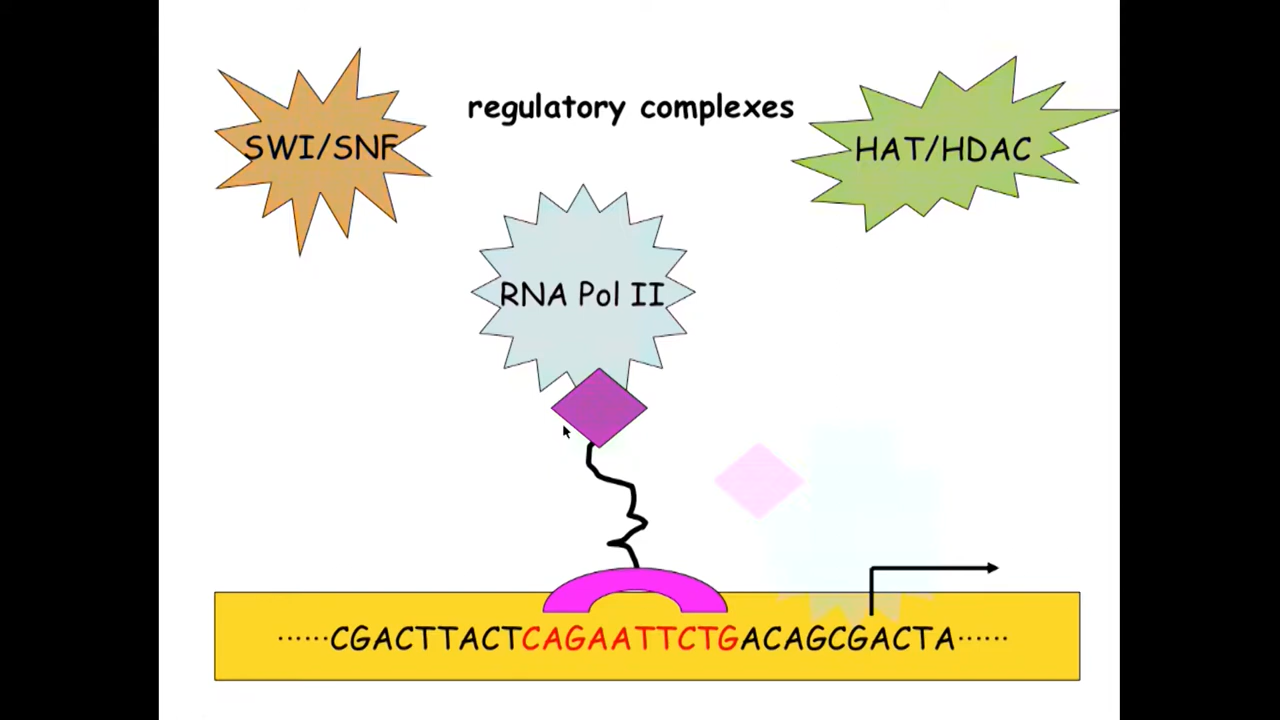 regulatory complexes
SWI/SNF
HAT/HDAC
RNA Pol II
······CGACTTACTCAGAATTCTGACAGCGACTA······